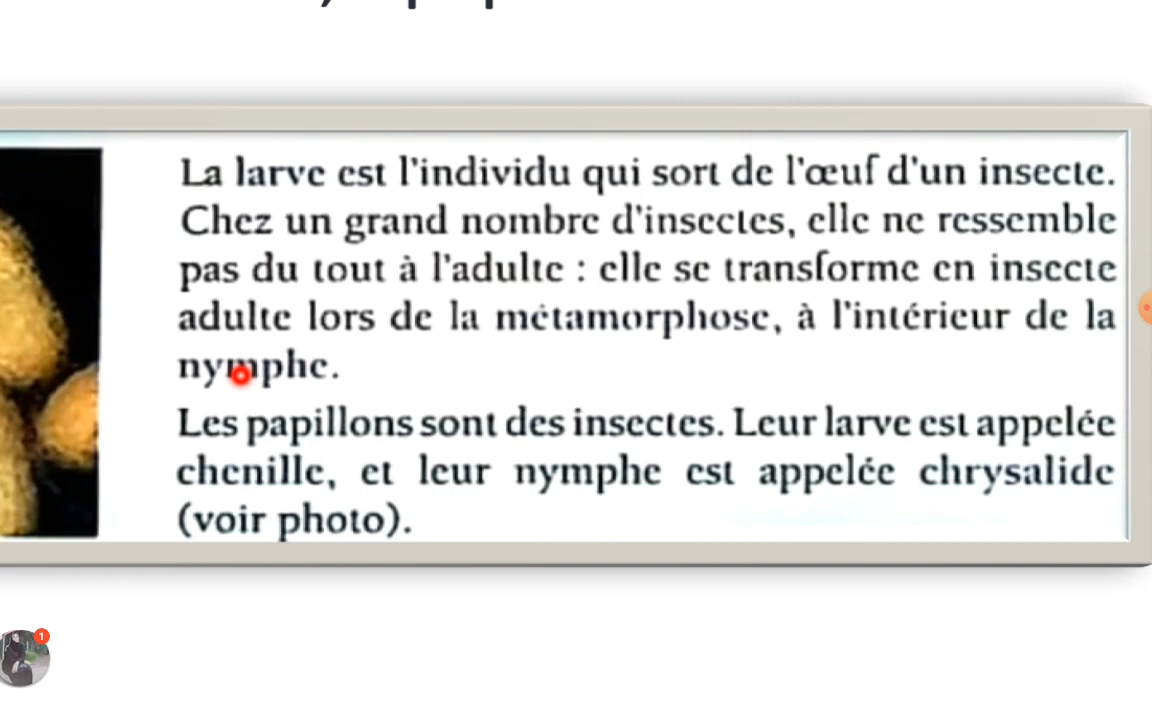 La larve est l'individu qui sort de l'œuf d'un insecte.
Chez un grand nombre d'insectes, elle ne ressemble
pas du tout à l'adulte : elle se transforme en insecte
adulte lors de la métamorphose, à l'intérieur de la
nymphe.
Les papillons sont des insectes. Leur larve est appelée
chenille, et leur nymphe est appelée chrysalide
(voir photo).
1